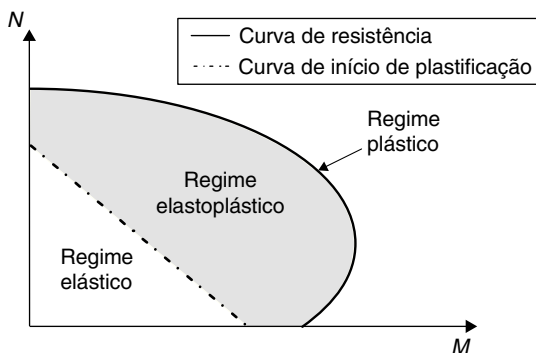 N
Curva de resistência
Curva de início de plastificação
Regime
plástico
Regime
elastoplástico
Regime
elástico
M